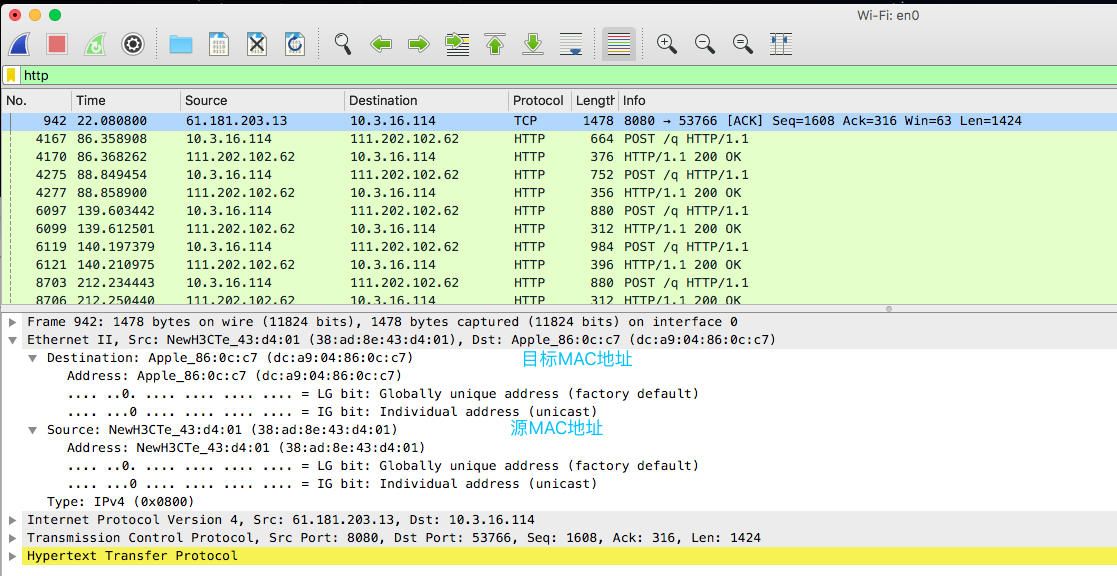 Wi-Fi: en0
http
No. Time Source Destination Protocol Length Info
942 22.080800 61.181.203.13 10.3.16.114 TCP 1478 8080 → 53766 [ACK] Seq=1608 Ack=316 Win=63 Len=1424
4167 86.358908 10.3.16.114 111.202.102.62 HTTP 664 POST /q HTTP/1.1
4170 86.368262 111.202.102.62 10.3.16.114 HTTP 376 HTTP/1.1 200 OK
4275 88.849454 10.3.16.114 111.202.102.62 HTTP 752 POST /q HTTP/1.1
4277 88.858900 111.202.102.62 10.3.16.114 HTTP 356 HTTP/1.1 200 OK
6097 139.603442 10.3.16.114 111.202.102.62 HTTP 880 POST /q HTTP/1.1
6099 139.612501 111.202.102.62 10.3.16.114 HTTP 312 HTTP/1.1 200 OK
6119 140.197379 10.3.16.114 111.202.102.62 HTTP 984 POST /q HTTP/1.1
6121 140.210975 111.202.102.62 10.3.16.114 HTTP 396 HTTP/1.1 200 OK
8703 212.234443 10.3.16.114 111.202.102.62 HTTP 880 POST /q HTTP/1.1
8706 212.250440 111.202.102.62 10.3.16.114 HTTP 312 HTTP/1.1 200 OK
Frame 942: 1478 bytes on wire (11824 bits), 1478 bytes captured (11824 bits) on interface 0
Ethernet II, Src: NewH3CTe_43:d4:01 (38:ad:8e:43:d4:01), Dst: Apple_86:0c:c7 (dc:a9:04:86:0c:c7)
Destination: Apple_86:0c:c7 (dc:a9:04:86:0c:c7) 目标MAC地址
Address: Apple_86:0c:c7 (dc:a9:04:86:0c:c7)
.... ..0. .... .... .... .... = LG bit: Globally unique address (factory default)
.... ...0 .... .... .... .... = IG bit: Individual address (unicast)
Source: NewH3CTe_43:d4:01 (38:ad:8e:43:d4:01) 源MAC地址
Address: NewH3CTe_43:d4:01 (38:ad:8e:43:d4:01)
.... ..0. .... .... .... .... = LG bit: Globally unique address (factory default)
.... ...0 .... .... .... .... = IG bit: Individual address (unicast)
Type: IPv4 (0x0800)
Internet Protocol Version 4, Src: 61.181.203.13, Dst: 10.3.16.114
Transmission Control Protocol, Src Port: 8080, Dst Port: 53766, Seq: 1608, Ack: 316, Len: 1424
Hypertext Transfer Protocol